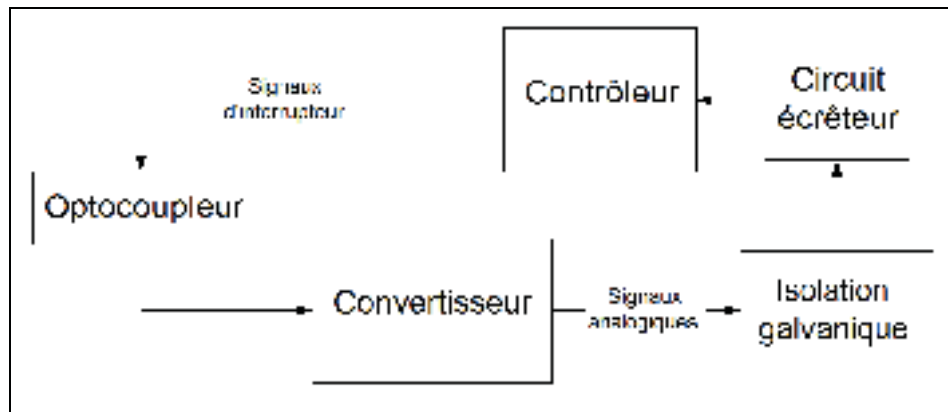 Signaux
d'interrupteur
Contrôleur
Circuit
écrêteur
Optocoupleur
Convertisseur
Signaux
analogiques
Isolation
galvanique